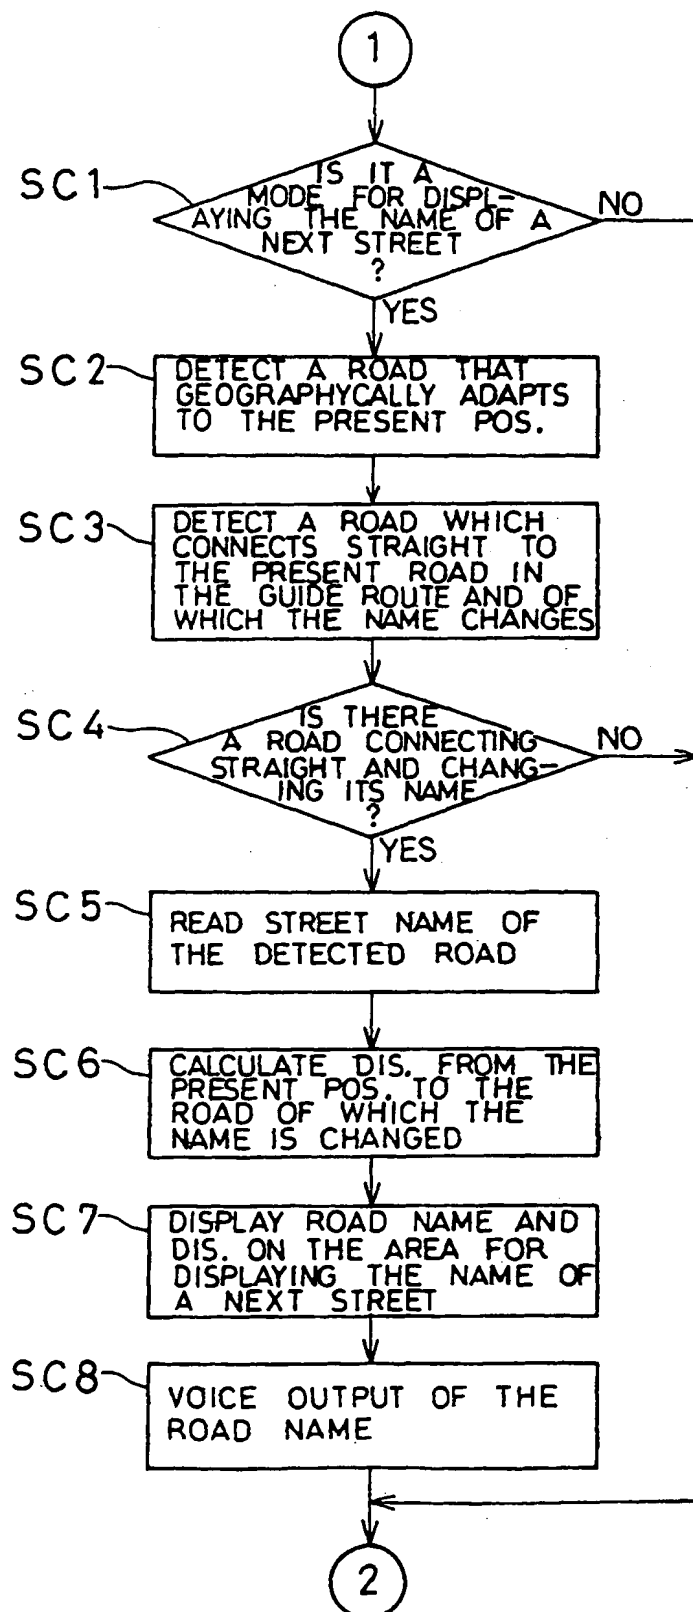 1
SC1
IS IT A
MODE FOR DISPL-
AYING THE NAME OF A
NEXT STREET
?
NO
YES
SC2
DETECT A ROAD THAT
GEOGRAPHYCALLY ADAPTS
TO THE PRESENT POS.
SC3
DETECT A ROAD WHICH
CONNECTS STRAIGHT TO
THE PRESENT ROAD IN
THE GUIDE ROUTE AND OF
WHICH THE NAME CHANGES
SC4
IS THERE
A ROAD CONNECTING
STRAIGHT AND CHANG-
ING ITS NAME
?
NO
YES
SC5
READ STREET NAME OF
THE DETECTED ROAD
SC6
CALCULATE DIS. FROM THE
PRESENT POS. TO THE
ROAD OF WHICH THE
NAME IS CHANGED
SC7
DISPLAY ROAD NAME AND
DIS. ON THE AREA FOR
DISPLAYING THE NAME OF
A NEXT STREET
SC8
VOICE OUTPUT OF THE
ROAD NAME
2